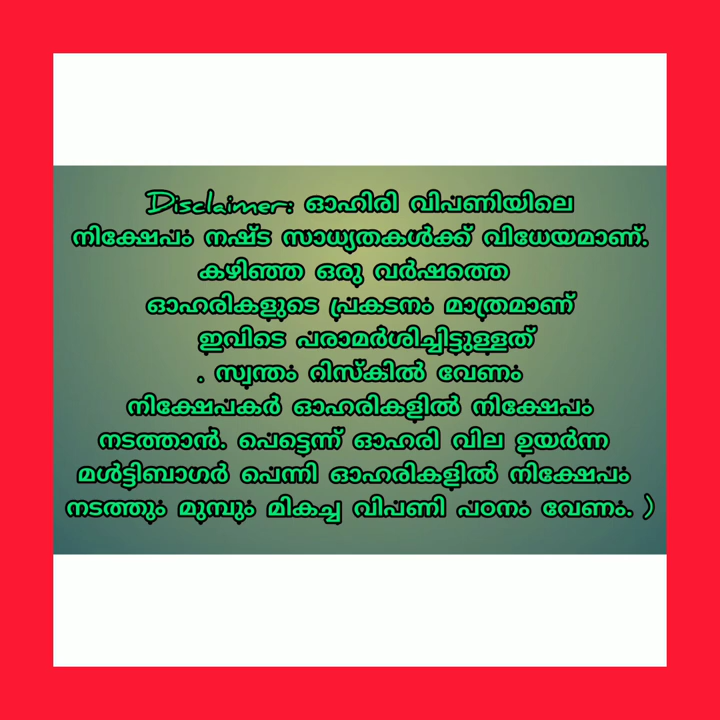 Disclaimer: ഓഹിരി വിപണിയിലെ
നിക്ഷേപം നഷ്ട സാധ്യതകൾക്ക് വിധേയമാണ്.
കഴിഞ്ഞ ഒരു വർഷത്തെ
ഓഹരികളുടെ പ്രകടനം മാത്രമാണ്
ഇവിടെ പരാമർശിച്ചിട്ടുള്ളത്
. സ്വന്തം റിസ്കിൽ വേണം
നിക്ഷേപകർ ഓഹരികളിൽ നിക്ഷേപം
നടത്താൻ. പെട്ടെന്ന് ഓഹരി വില ഉയർന്ന
മൾട്ടിബാഗർ പെന്നി ഓഹരികളിൽ നിക്ഷേപം
നടത്തും മുമ്പും മികച്ച വിപണി പഠനം വേണം. )